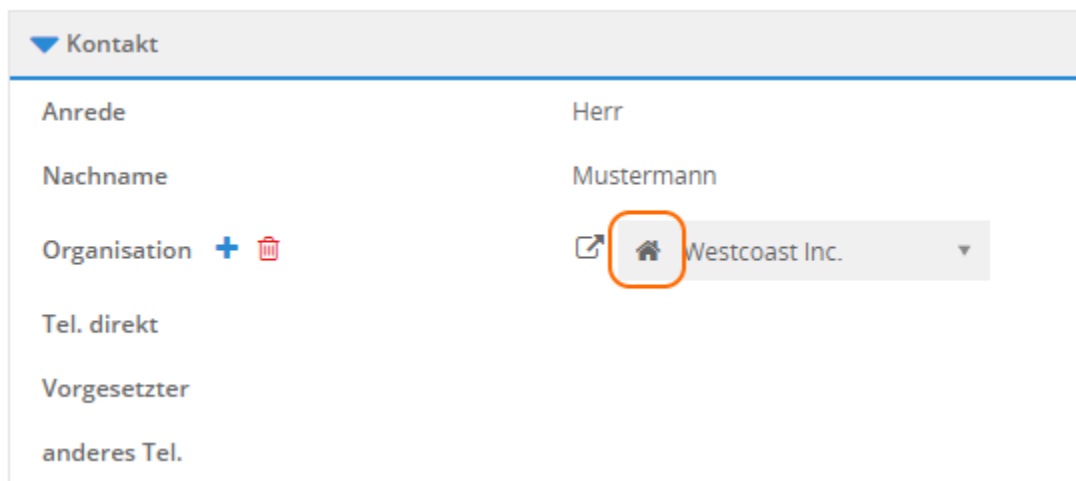 Kontakt
Anrede Herr
Nachname Mustermann
Organisation Westcoast Inc.
Tel. direkt
Vorgesetzter
anderes Tel.